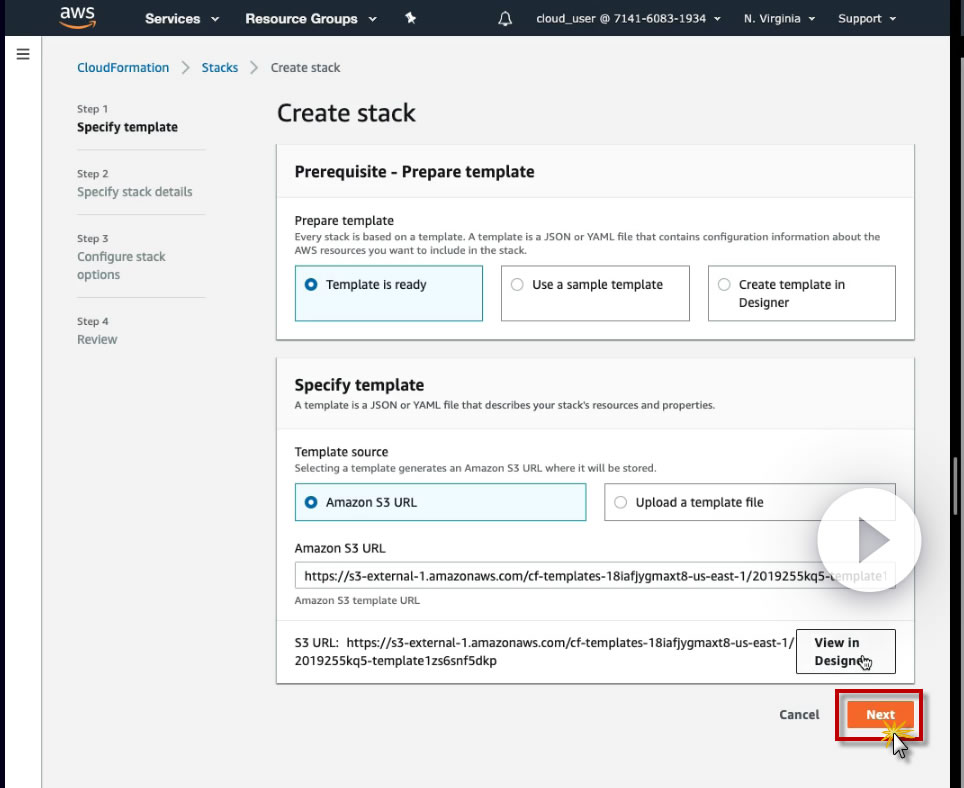 aws Services Resource Groups cloud_user @ 7141-6083-1934 N. Virginia Support
CloudFormation Stacks Create stack
Step 1
Specify template
Step 2
Specify stack details
Step 3
Configure stack
options
Step 4
Review
Create stack
Prerequisite - Prepare template
Prepare template
Every stack is based on a template. A template is a JSON or YAML file that contains configuration information about the
AWS resources you want to include in the stack.
Template is ready
Use a sample template
Create template in
Designer
Specify template
A template is a JSON or YAML file that describes your stack's resources and properties.
Template source
Selecting a template generates an Amazon S3 URL where it will be stored.
Amazon S3 URL
Upload a template file
Amazon S3 URL
https://s3-external-1.amazonaws.com/cf-templates-18iafjygmaxt8-us-east-1/2019255kq5-template1
Amazon S3 template URL
S3 URL: https://s3-external-1.amazonaws.com/cf-templates-18iafjygmaxt8-us-east-1/
2019255kq5-template1zs6snf5dkp
View in
Designer
Cancel Next